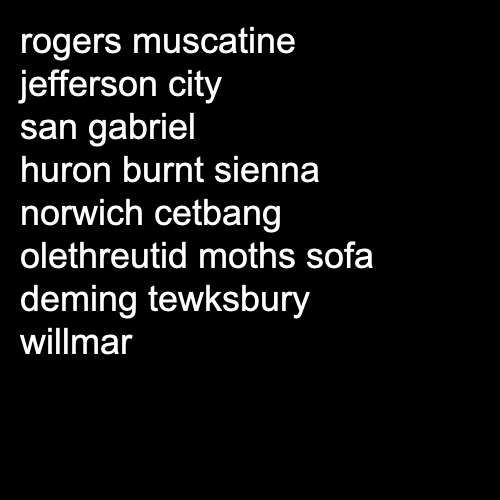 rogers muscatine
jefferson city
san gabriel
huron burnt sienna
norwich cetbang
olethreutid moths sofa
deming tewksbury
willmar